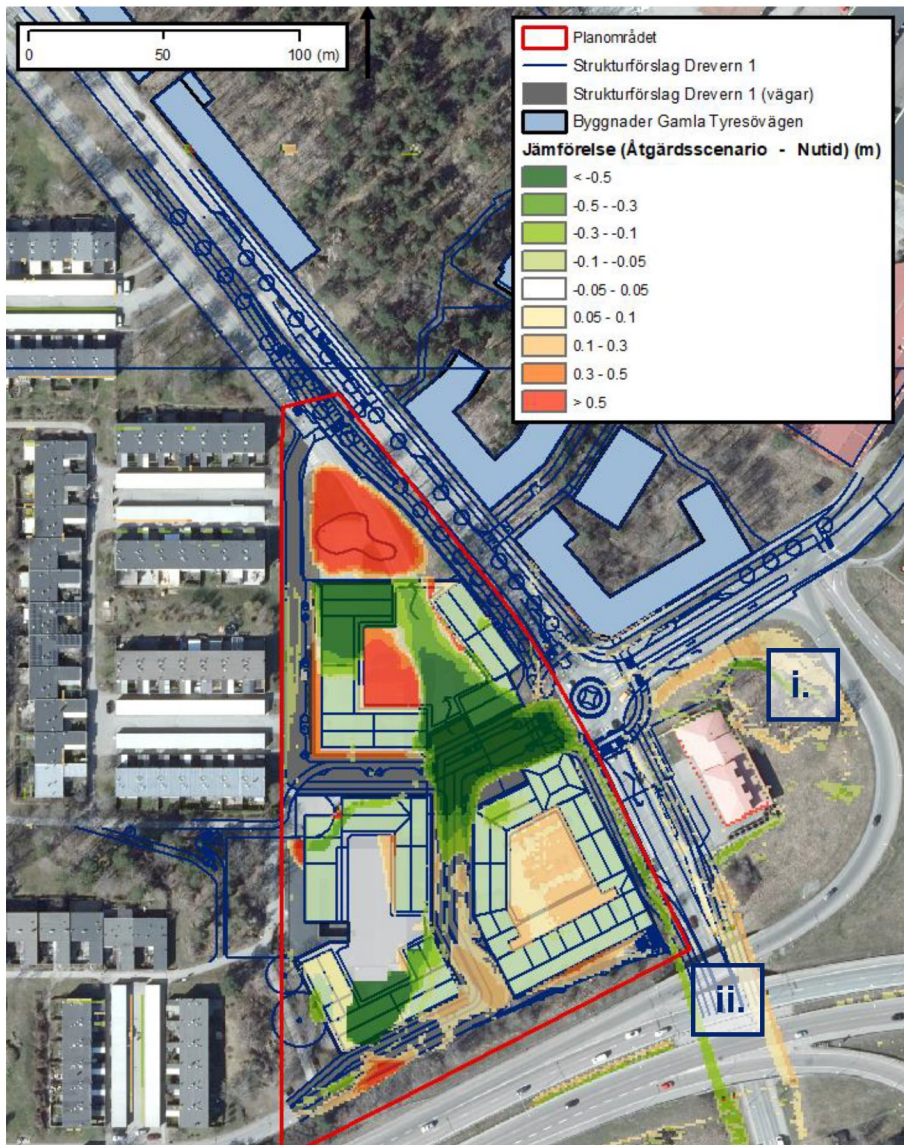 0 50 100 (m)
Planområdet
Strukturförslag Drevern 1
Strukturförslag Drevern 1 (vägar)
Byggnader Gamla Tyresövägen
Jämförelse (Åtgärdsscenario - Nutid) (m)
< -0.5
-0.5 - -0.3
-0.3 - -0.1
-0.1 - -0.05
-0.05 - 0.05
0.05 - 0.1
0.1 - 0.3
0.3 - 0.5
> 0.5
i.
ii.